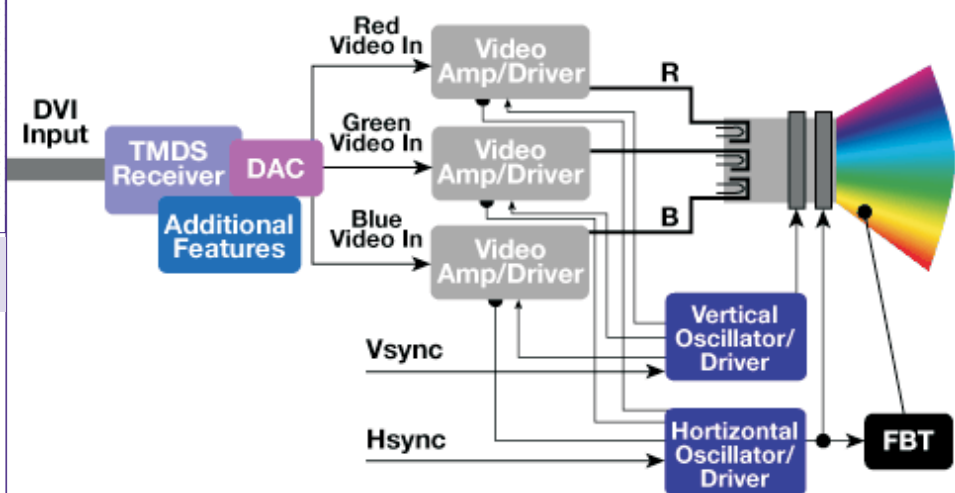 Red
Video In
Video
Amp/Driver
R
DVI
Input
Green
Video In
TMDS
Receiver
DAC
Video
Amp/Driver
Additional
Features
Blue
Video In
Video
Amp/Driver
B
Vertical
Oscillator/
Driver
Vsync
Hsync
Hortizontal
Oscillator/
Driver
FBT